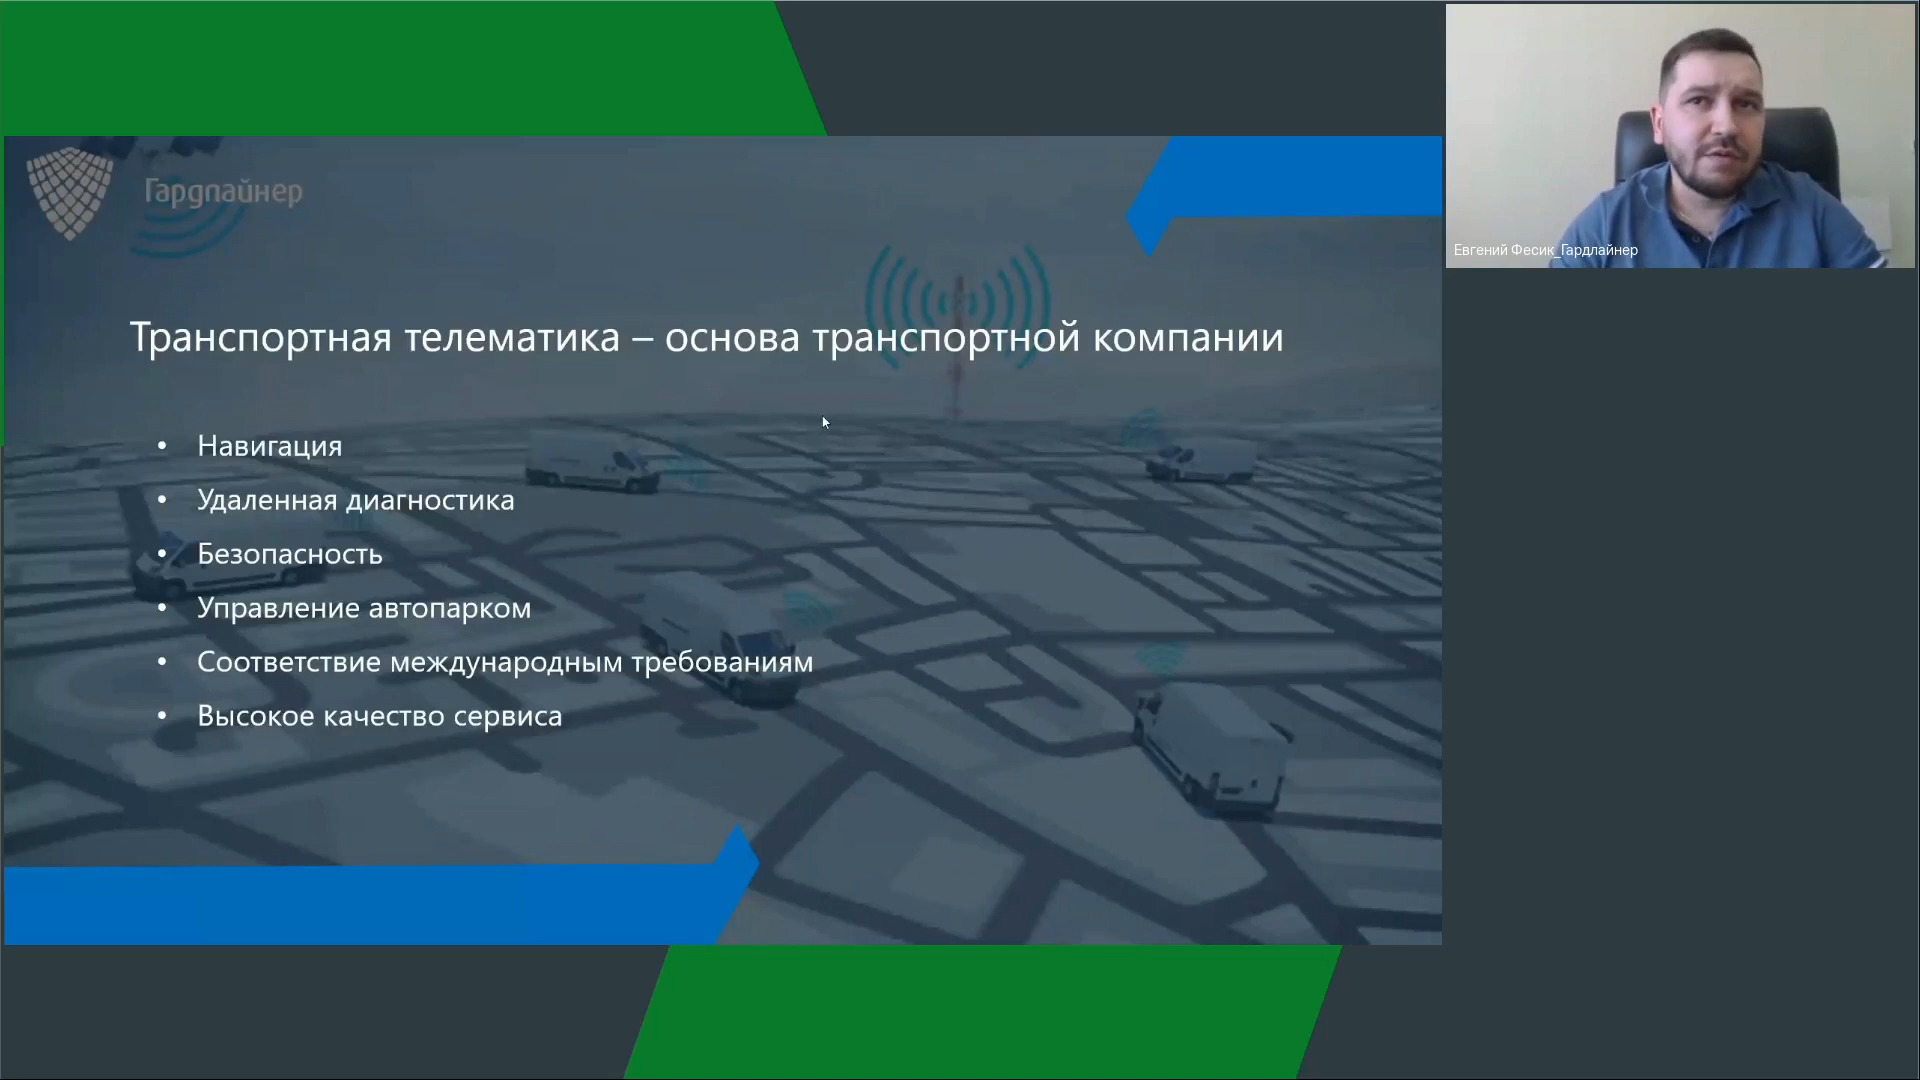 Гардлайнер
Транспортная телематика – основа транспортной компании
• Навигация
• Удаленная диагностика
• Безопасность
• Управление автопарком
• Соответствие международным требованиям
• Высокое качество сервиса
Евгений Фесик_Гардлайнер